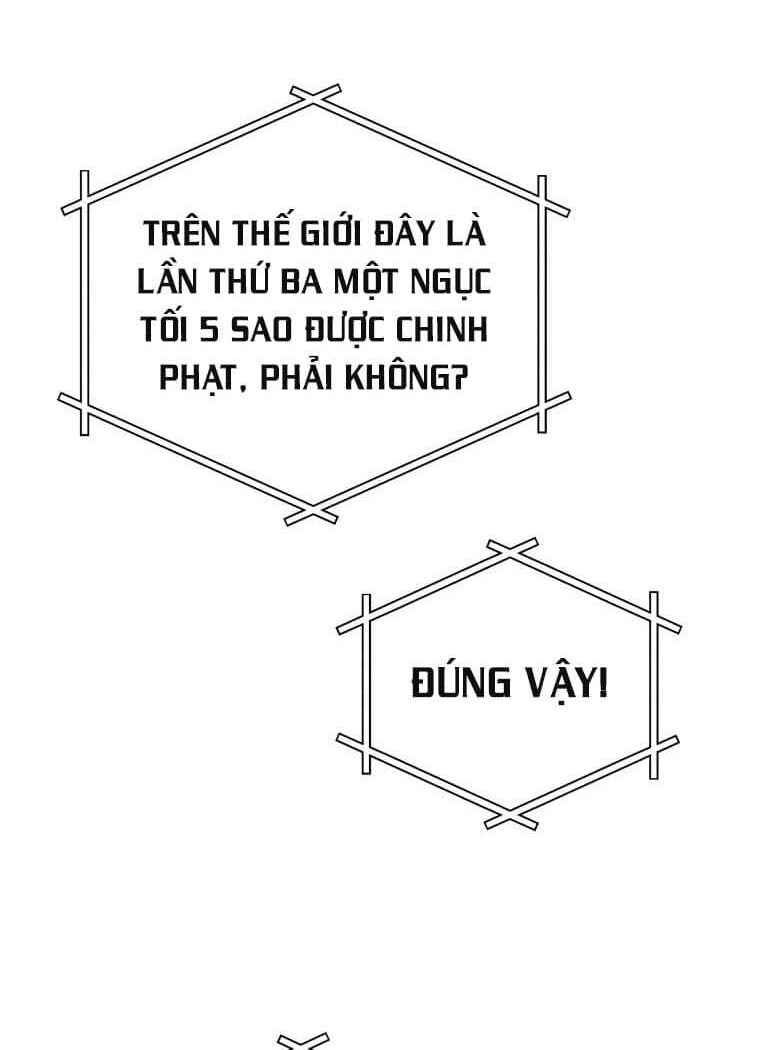 TRÊN THẾ GIỚI ĐÂY LÀ
LẦN THỨ BA MỘT NGỤC
TỐI 5 SAO ĐƯỢC CHINH
PHẠT, PHẢI KHÔNG?
ĐÚNG VẬY!